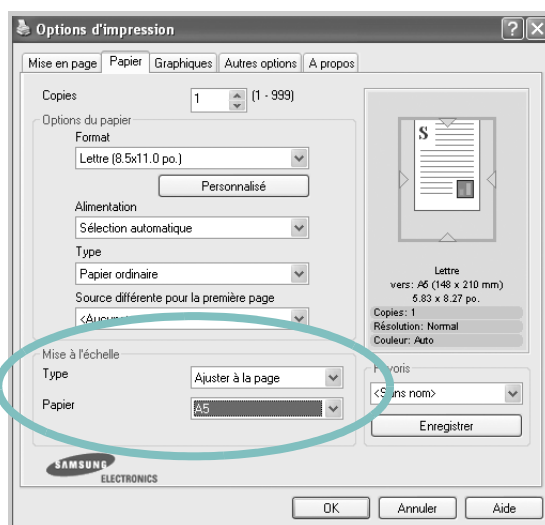 Options d'impression
Mise en page Papier Graphiques Autres options A propos
Copies 1 (1 - 999)
Options du papier
Format
Lettre (8.5x11.0 po.)
Personnalisé
Alimentation
Sélection automatique
Type
Papier ordinaire
Source différente pour la première page
Mise à l'échelle
Type Ajuster à la page
Papier A5
SAMSUNG
ELECTRONICS
S
Lettre
vers: A5 (148 x 210 mm)
5.83 x 8.27 po.
Copies: 1
Résolution: Normal
Couleur: Auto
Favoris
<Sans nom>
Enregistrer
OK Annuler Aide